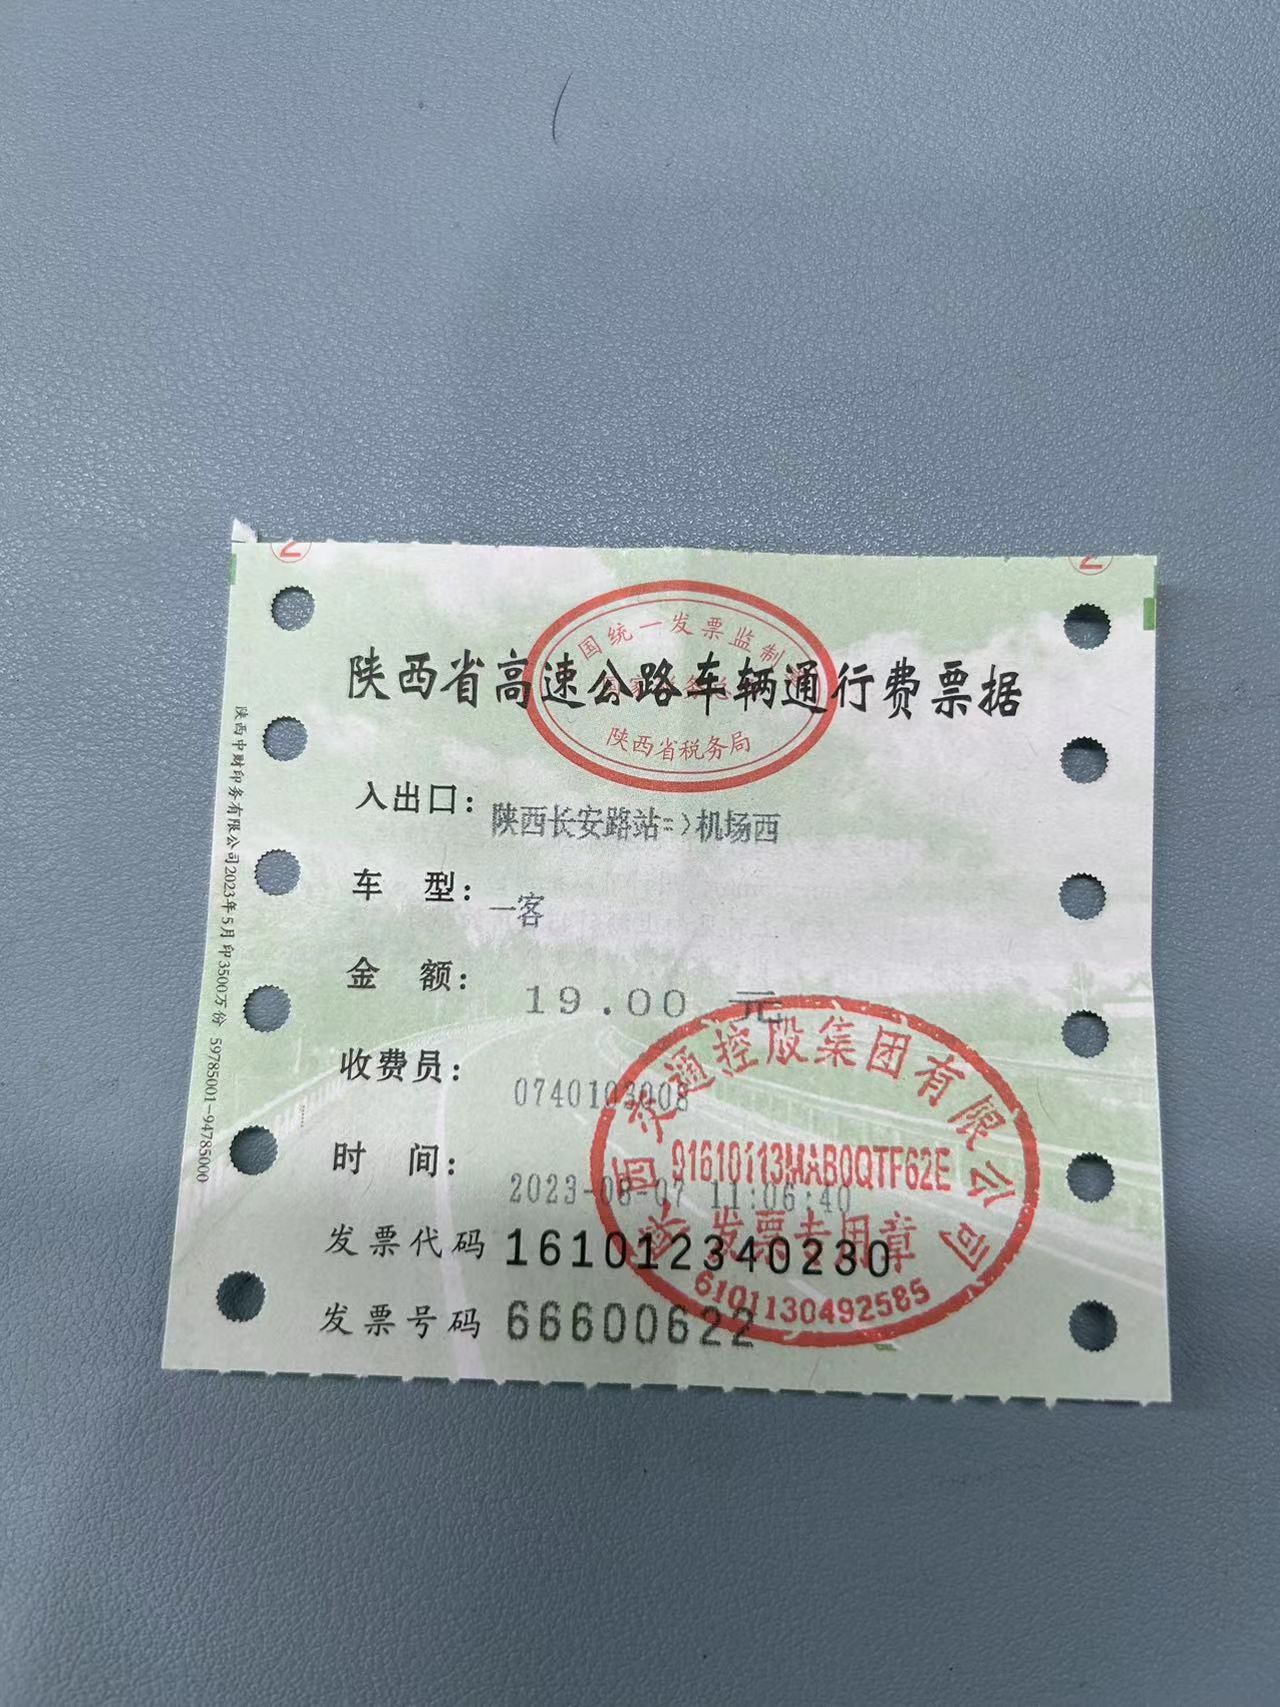 国统一发票监制
陕西省税务局
陕西省高速公路车辆通行费票据
入出口：陕西长安路站=>机场西
车 型：一客
金 额：19.00 元
收费员：0740103008
时 间：2023-08-07 11:06:40
发票代码 161012340230
发票号码 66600622
交通控股集团有限公司
91610113MAB0QTF62E
发票专用章
6101130492585
陕西中财印务有限公司2023年5月印3500万份 59785001-94785000